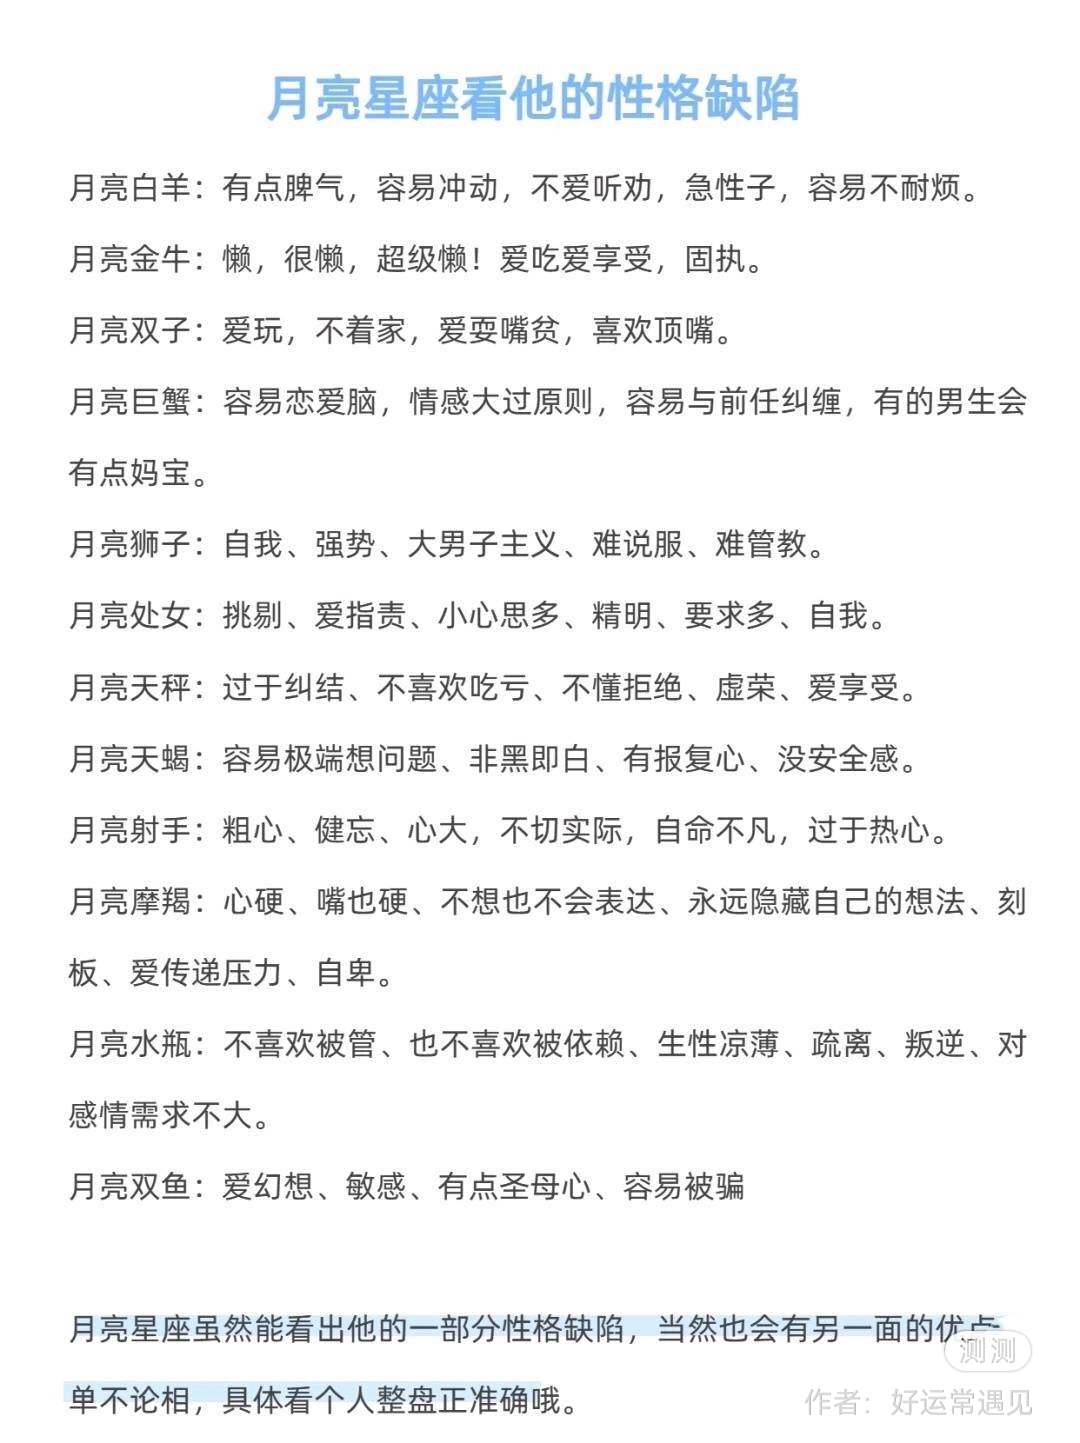 月亮星座看他的性格缺陷
月亮白羊：有点脾气，容易冲动，不爱听劝，急性子，容易不耐烦。
月亮金牛：懒，很懒，超级懒！爱吃爱享受，固执。
月亮双子：爱玩，不着家，爱耍嘴贫，喜欢顶嘴。
月亮巨蟹：容易恋爱脑，情感大过原则，容易与前任纠缠，有的男生会
有点妈宝。
月亮狮子：自我、强势、大男子主义、难说服、难管教。
月亮处女：挑剔、爱指责、小心思多、精明、要求多、自我。
月亮天秤：过于纠结、不喜欢吃亏、不懂拒绝、虚荣、爱享受。
月亮天蝎：容易极端想问题、非黑即白、有报复心、没安全感。
月亮射手：粗心、健忘、心大，不切实际，自命不凡，过于热心。
月亮摩羯：心硬、嘴也硬、不想也不会表达、永远隐藏自己的想法、刻
板、爱传递压力、自卑。
月亮水瓶：不喜欢被管、也不喜欢被依赖、生性凉薄、疏离、叛逆、对
感情需求不大。
月亮双鱼：爱幻想、敏感、有点圣母心、容易被骗
月亮星座虽然能看出他的一部分性格缺陷，当然也会有另一面的优点
单不论相，具体看个人整盘正准确哦。
测测
作者：好运常遇见